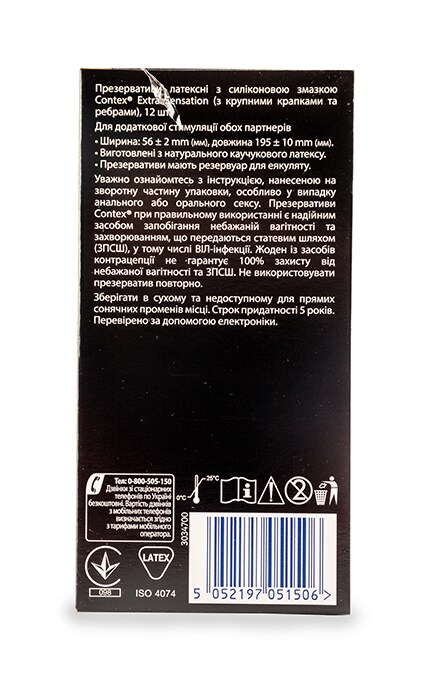 Презервативи латексні з силіконовою змазкою
Contex® Extra Sensation (з крупними крапками та
ребрами), 12 шт.
Для додаткової стимуляції обох партнерів
• Ширина: 56 ± 2 mm (мм), довжина 195 ± 10 mm (мм).
• Виготовлені з натурального каучукового латексу.
• Презервативи мають резервуар для еякуляту.
Уважно ознайомтесь з інструкцією, нанесеною на
зворотну частину упаковки, особливо у випадку
анального або орального сексу. Презервативи
Contex® при правильному використанні є надійним
засобом запобігання небажаній вагітності та
захворюванням, що передаються статевим шляхом
(ЗПСШ), у тому числі ВІЛ-інфекції. Жоден із засобів
контрацепції не гарантує 100% захисту від
небажаної вагітності та ЗПСШ. Не використовувати
презерватив повторно.
Зберігати в сухому та недоступному для прямих
сонячних променів місці. Строк придатності 5 років.
Перевірено за допомогою електроніки.
Тел: 0-800-505-150
Дзвінки зі стаціонарних
телефонів по Україні
безкоштовні. Вартість дзвінків
з мобільних телефонів
визначається згідно
з тарифами мобільного
оператора.
0°C
25°C
3034700
098
LATEX
ISO 4074
5 052197 051506 >